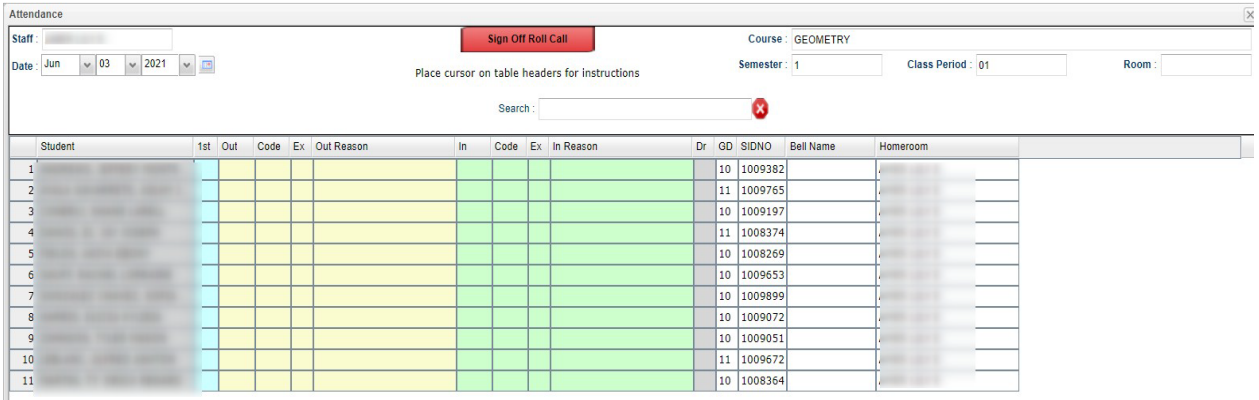 Attendance
Staff : Sign Off Roll Call Course : GEOMETRY
Date : Jun 03 2021 Semester : 1 Class Period : 01 Room :
Place cursor on table headers for instructions
Search :
Student 1st Out Code Ex Out Reason In Code Ex In Reason Dr GD SIDNO Bell Name Homeroom
1 10 1009382
2 11 1009765
3 10 1009197
4 11 1008374
5 10 1008269
6 10 1009653
7 10 1009899
8 10 1009072
9 10 1009051
10 11 1009672
11 10 1008364